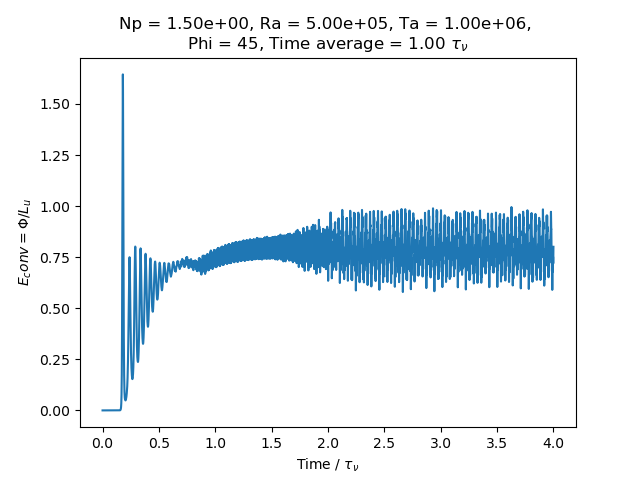 Np = 1.50e+00, Ra = 5.00e+05, Ta = 1.00e+06,
Phi = 45, Time average = 1.00 τν
1.50
1.25
1.00
0.75
0.50
0.25
0.00
E_conv = Φ/L_u
0.0 0.5 1.0 1.5 2.0 2.5 3.0 3.5 4.0
Time / τν